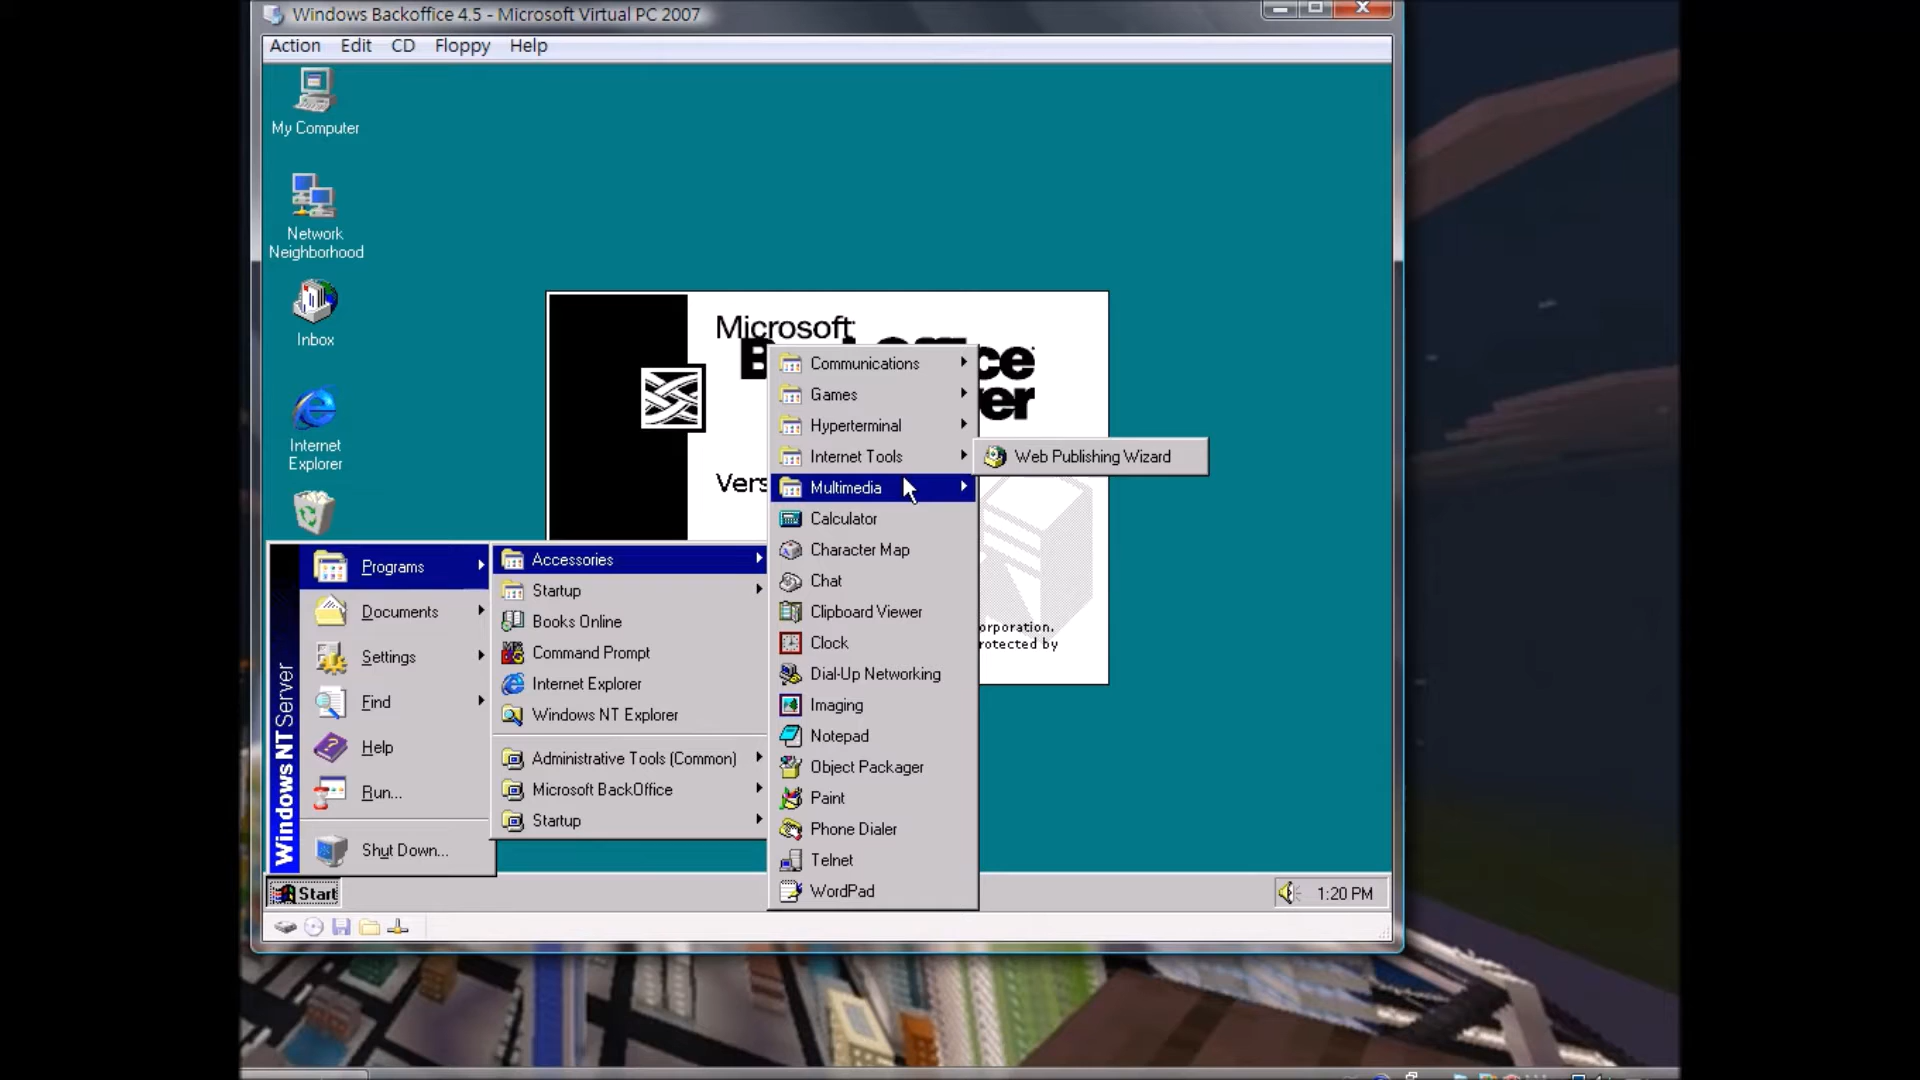 Windows Backoffice 4.5 - Microsoft Virtual PC 2007
Action Edit CD Floppy Help
My Computer
Network
Neighborhood
Inbox
Internet
Explorer
Microsoft
ce
er
Vers
orporation.
rotected by
Communications
Games
Hyperterminal
Internet Tools
Multimedia
Calculator
Character Map
Chat
Clipboard Viewer
Clock
Dial-Up Networking
Imaging
Notepad
Object Packager
Paint
Phone Dialer
Telnet
WordPad
Web Publishing Wizard
Accessories
Startup
Books Online
Command Prompt
Internet Explorer
Windows NT Explorer
Administrative Tools (Common)
Microsoft BackOffice
Startup
Programs
Documents
Settings
Find
Help
Run...
Shut Down...
Windows NT Server
Start
1:20 PM